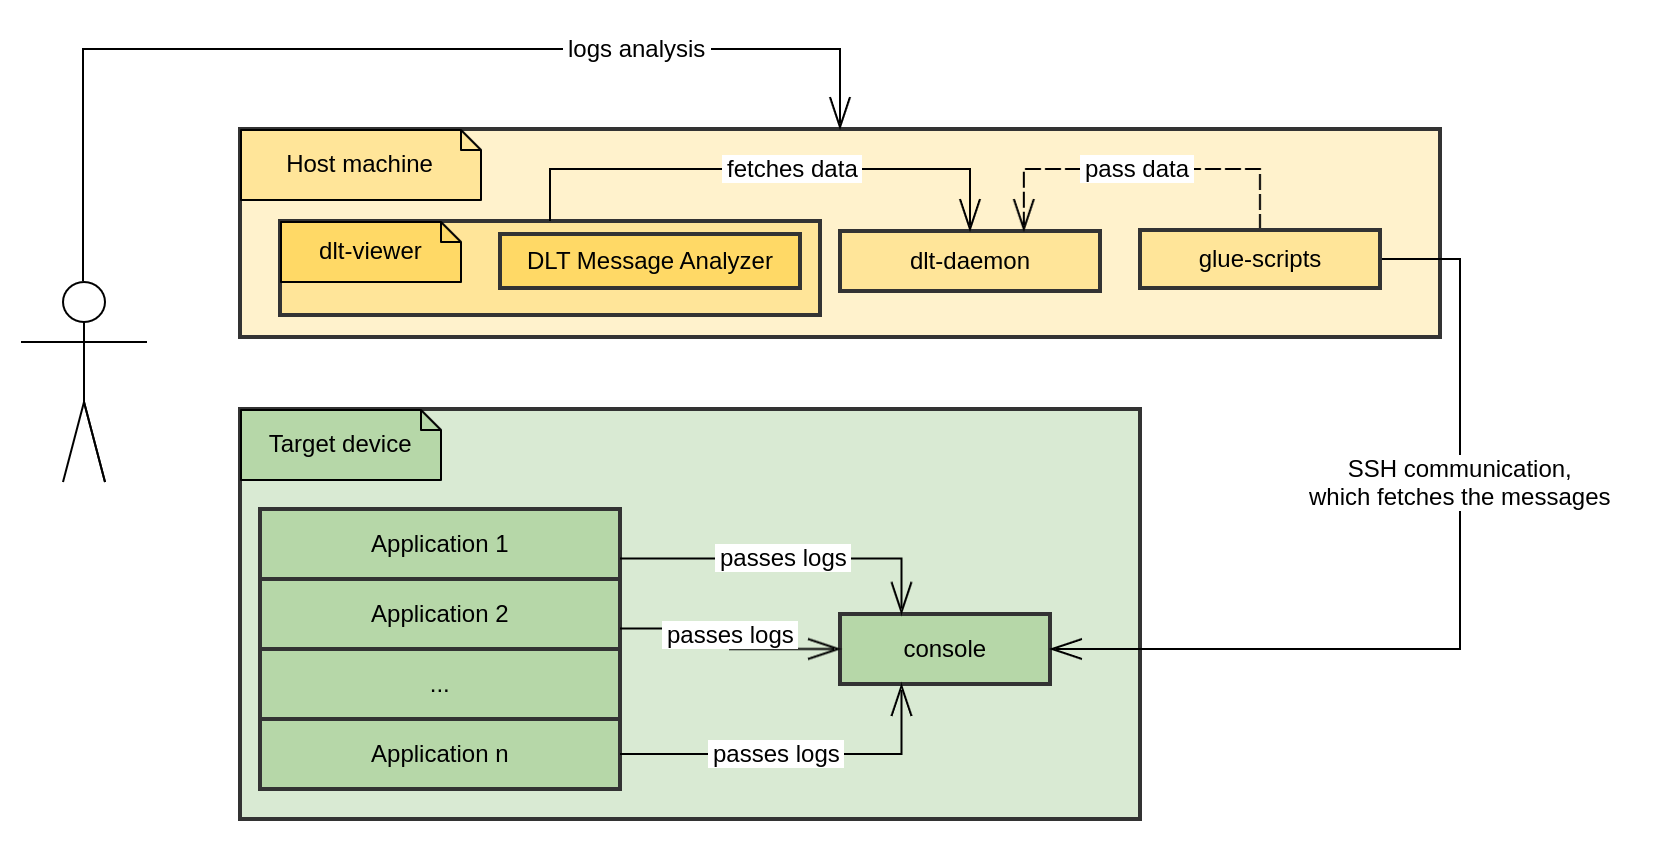 logs analysis
Host machine
fetches data
pass data
dlt-viewer
DLT Message Analyzer
dlt-daemon
glue-scripts
Target device
SSH communication,
which fetches the messages
Application 1
passes logs
Application 2
passes logs
console
...
Application n
passes logs